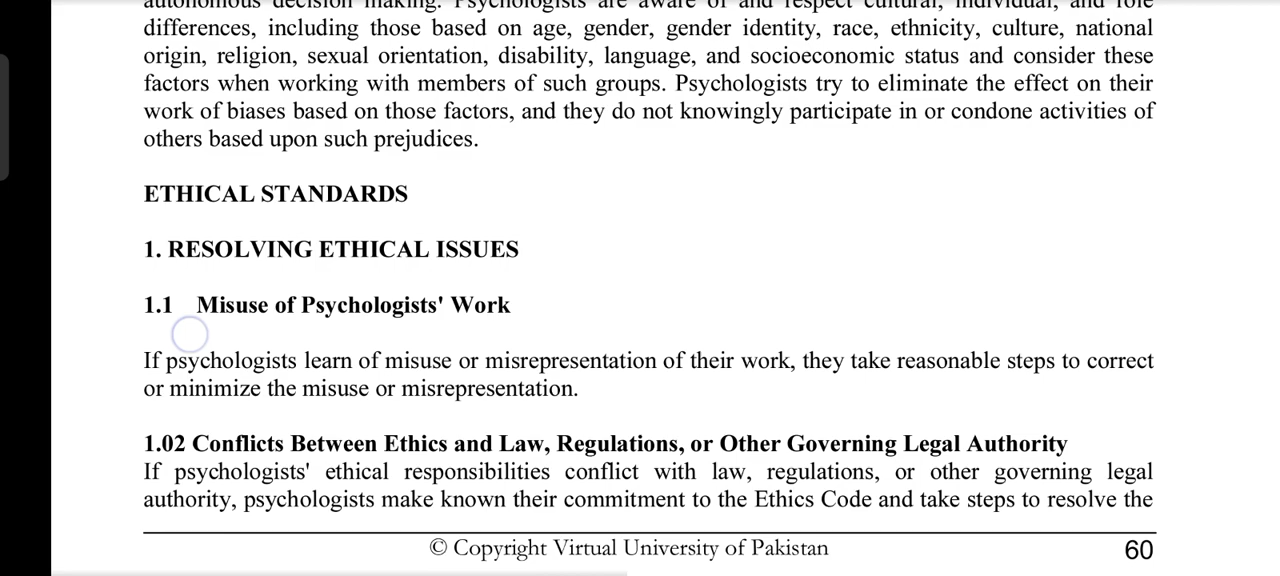 differences, including those based on age, gender, gender identity, race, ethnicity, culture, national
origin, religion, sexual orientation, disability, language, and socioeconomic status and consider these
factors when working with members of such groups. Psychologists try to eliminate the effect on their
work of biases based on those factors, and they do not knowingly participate in or condone activities of
others based upon such prejudices.
ETHICAL STANDARDS
1. RESOLVING ETHICAL ISSUES
1.1 Misuse of Psychologists' Work
If psychologists learn of misuse or misrepresentation of their work, they take reasonable steps to correct
or minimize the misuse or misrepresentation.
1.02 Conflicts Between Ethics and Law, Regulations, or Other Governing Legal Authority
If psychologists' ethical responsibilities conflict with law, regulations, or other governing legal
authority, psychologists make known their commitment to the Ethics Code and take steps to resolve the
© Copyright Virtual University of Pakistan 60